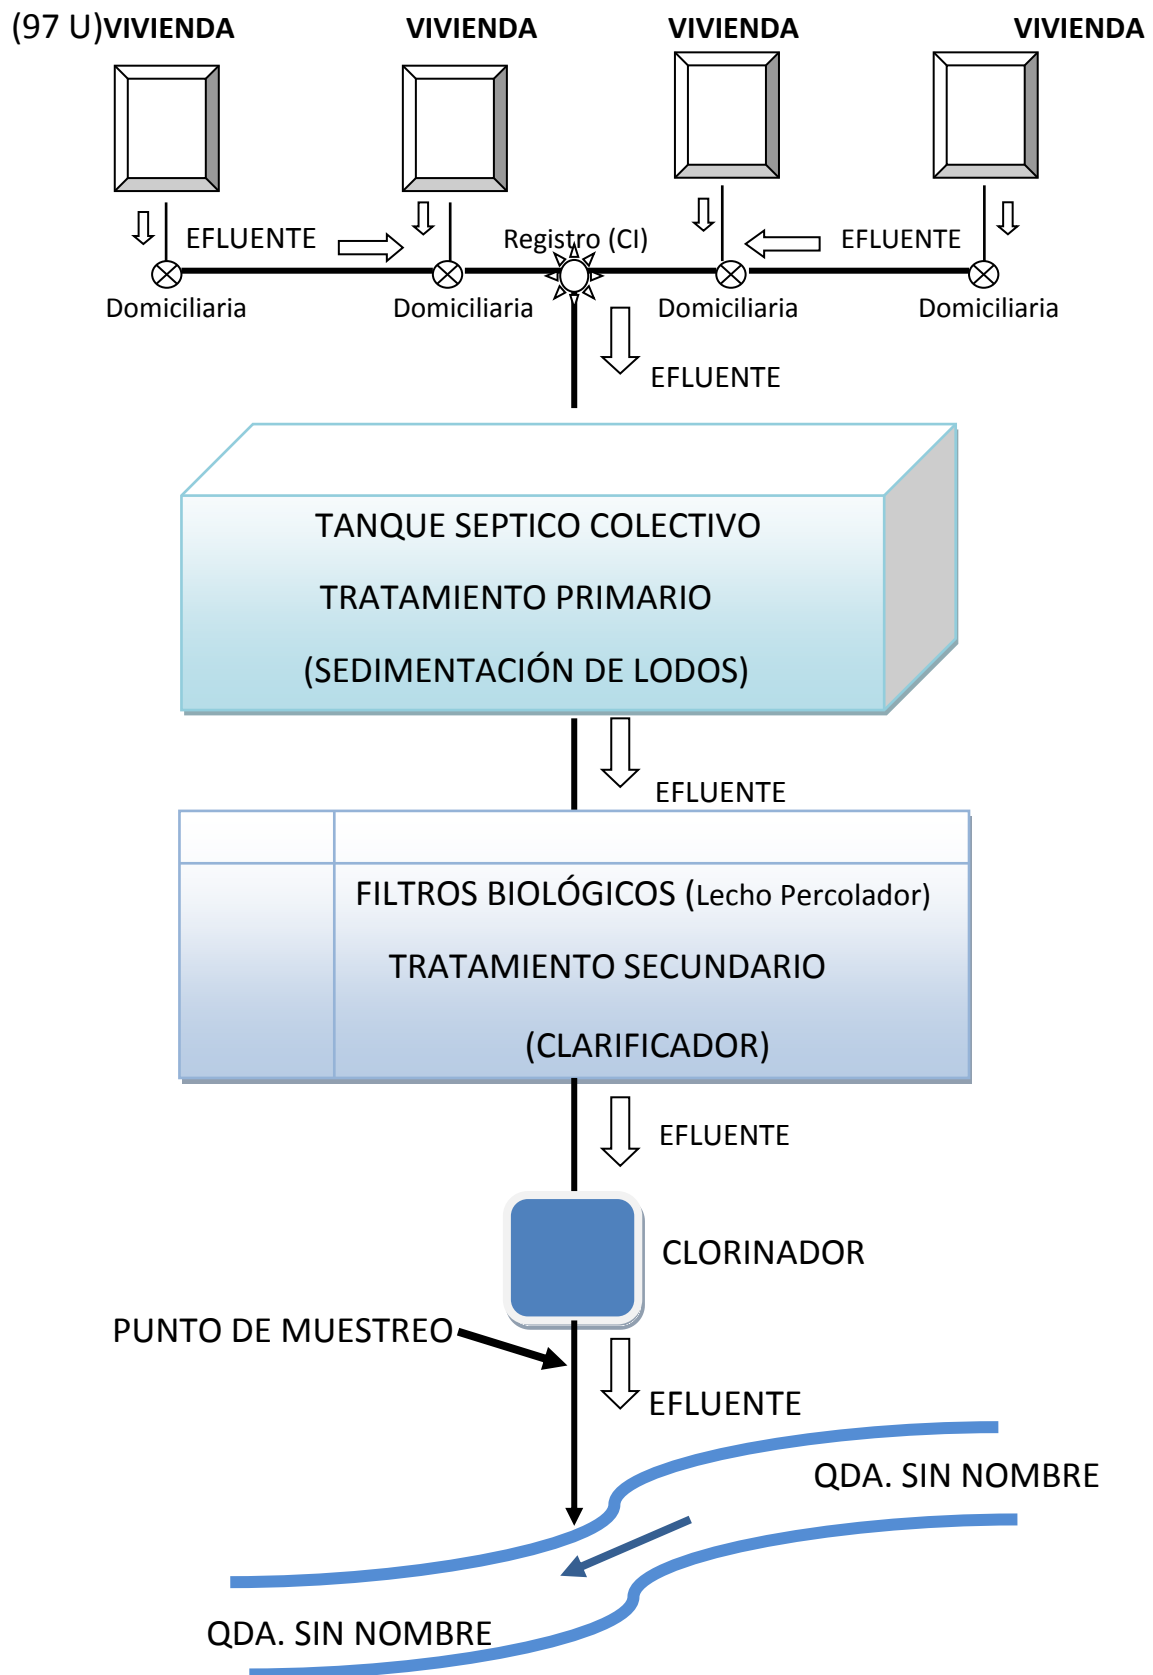 (97 U) VIVIENDA VIVIENDA VIVIENDA VIVIENDA
EFLUENTE Registro (CI) EFLUENTE
Domiciliaria Domiciliaria Domiciliaria Domiciliaria
EFLUENTE
TANQUE SEPTICO COLECTIVO
TRATAMIENTO PRIMARIO
(SEDIMENTACIÓN DE LODOS)
EFLUENTE
FILTROS BIOLÓGICOS (Lecho Percolador)
TRATAMIENTO SECUNDARIO
(CLARIFICADOR)
EFLUENTE
CLORINADOR
PUNTO DE MUESTREO
EFLUENTE
QDA. SIN NOMBRE
QDA. SIN NOMBRE